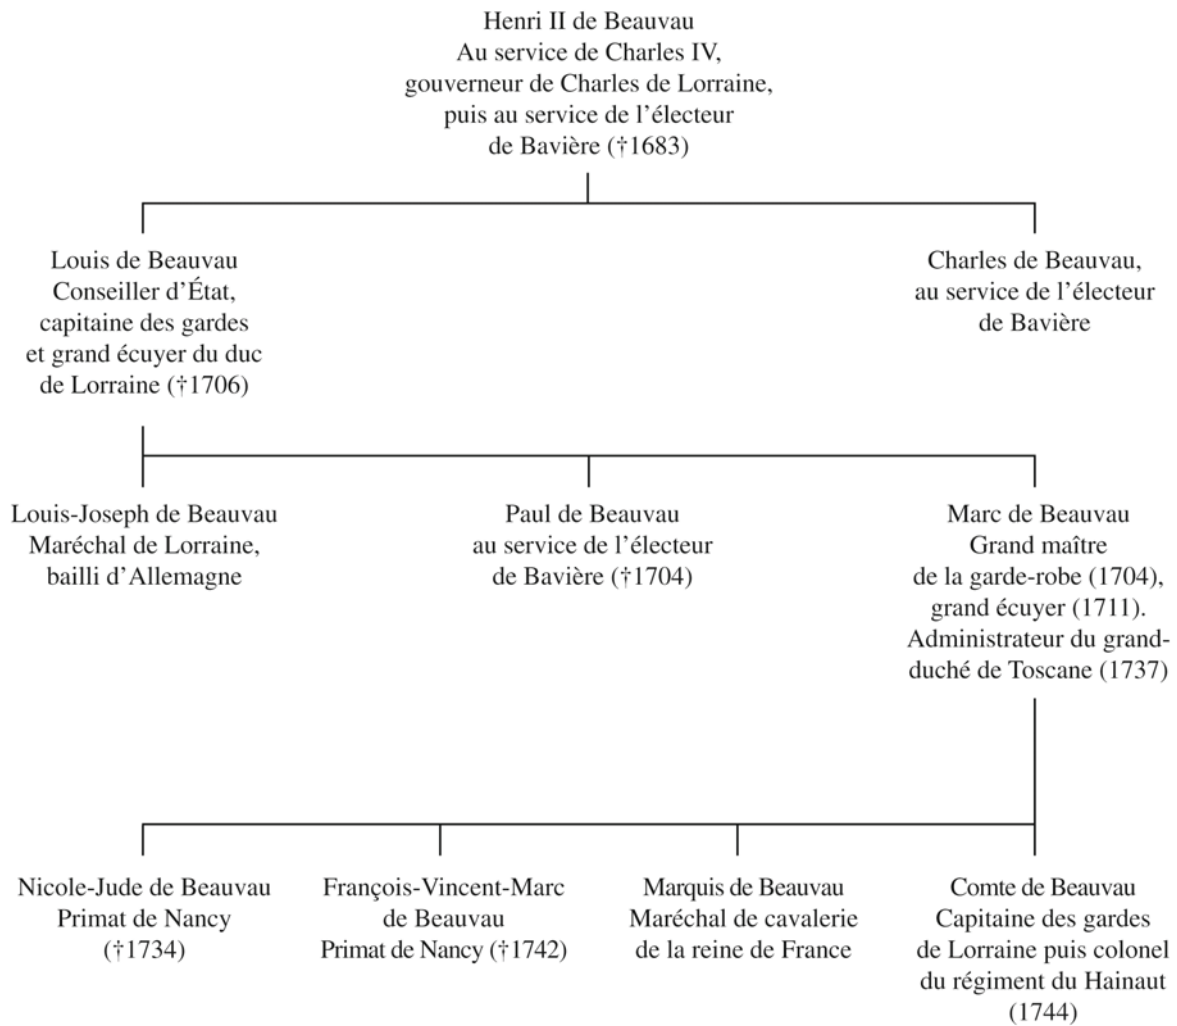 Henri II de Beauvau
Au service de Charles IV,
gouverneur de Charles de Lorraine,
puis au service de l’électeur
de Bavière (†1683)
Louis de Beauvau
Conseiller d’État,
capitaine des gardes
et grand écuyer du duc
de Lorraine (†1706)
Charles de Beauvau,
au service de l’électeur
de Bavière
Louis-Joseph de Beauvau
Maréchal de Lorraine,
bailli d’Allemagne
Paul de Beauvau
au service de l’électeur
de Bavière (†1704)
Marc de Beauvau
Grand maître
de la garde-robe (1704),
grand écuyer (1711).
Administrateur du grand-
duché de Toscane (1737)
Nicole-Jude de Beauvau
Primat de Nancy
(†1734)
François-Vincent-Marc
de Beauvau
Primat de Nancy (†1742)
Marquis de Beauvau
Maréchal de cavalerie
de la reine de France
Comte de Beauvau
Capitaine des gardes
de Lorraine puis colonel
du régiment du Hainaut
(1744)